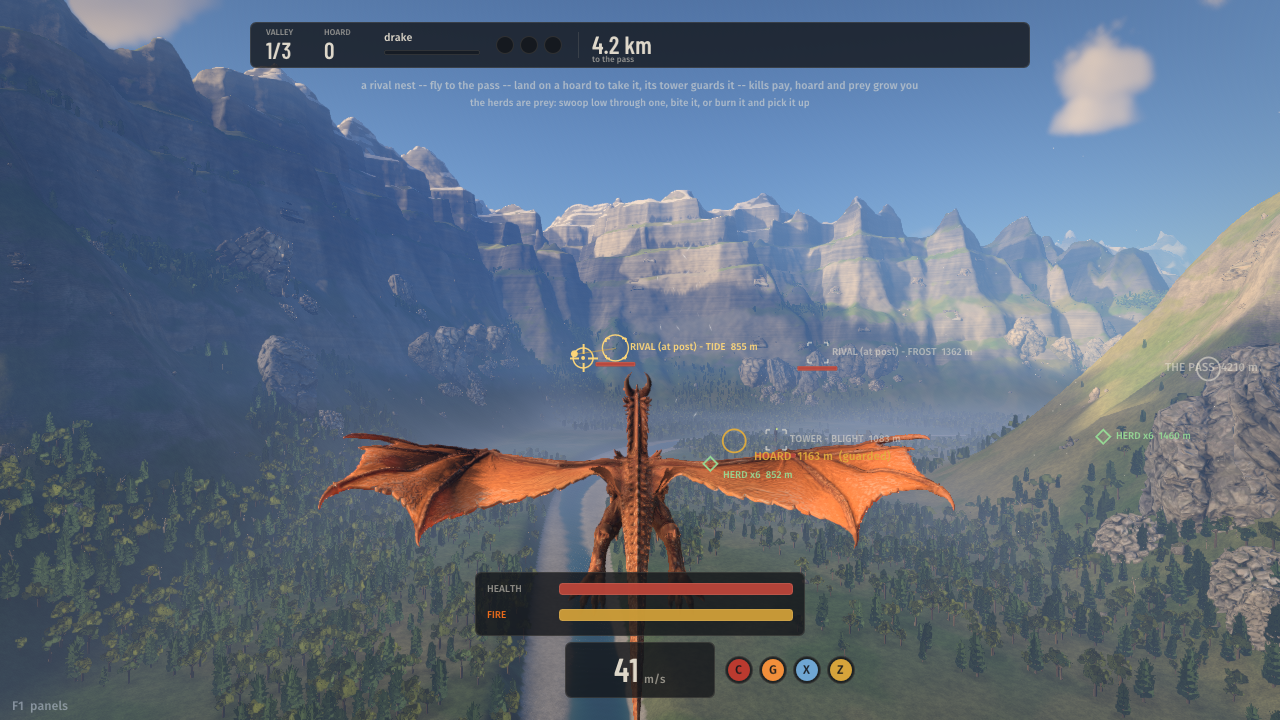 VALLEY
1/3
HOARD
0
drake
4.2 km
to the pass
a rival nest -- fly to the pass -- land on a hoard to take it, its tower guards it -- kills pay, hoard and prey grow you
the herds are prey: swoop low through one, bite it, or burn it and pick it up
RIVAL (at post) - TIDE 855 m
RIVAL (at post) - FROST 1362 m
THE PASS 4210 m
TOWER - BLIGHT 1083 m
HERD x6 1460 m
HOARD 1163 m (guarded)
HERD x6 852 m
HEALTH
FIRE
41 m/s
C G X Z
F1 panels